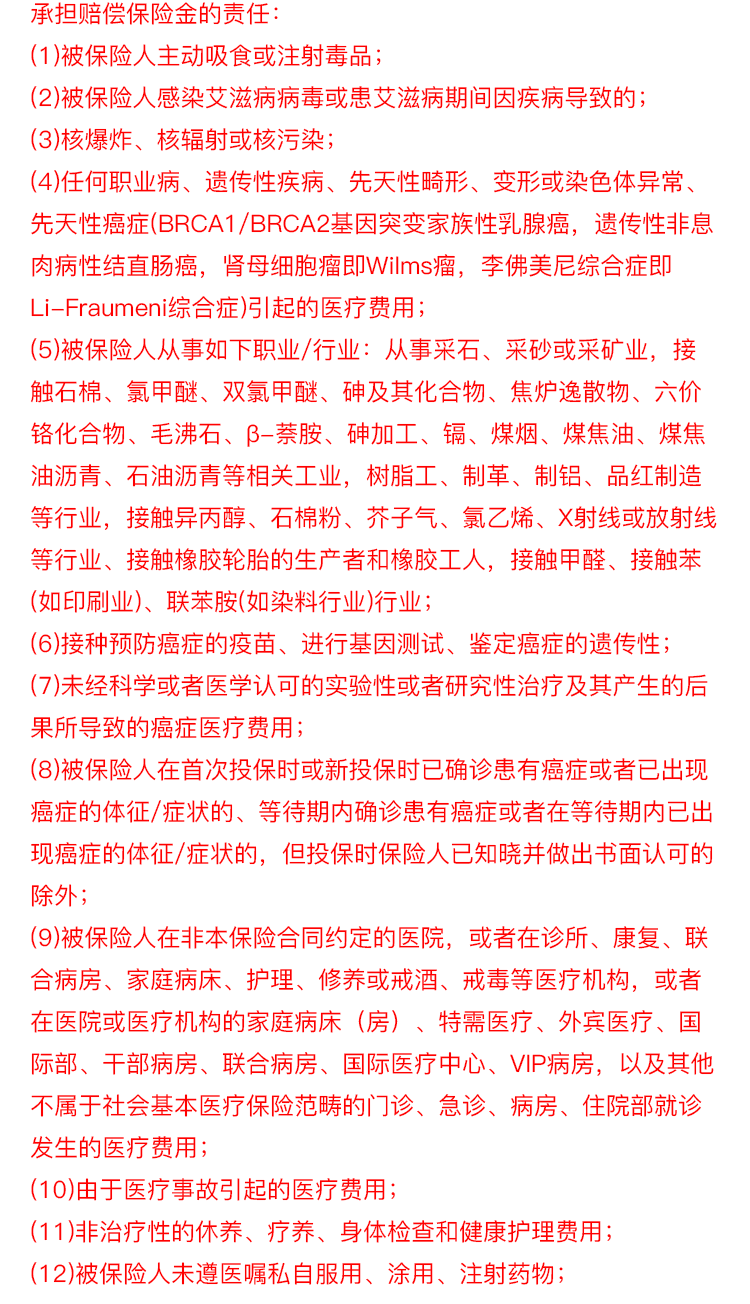 承担赔偿保险金的责任：
(1)被保险人主动吸食或注射毒品；
(2)被保险人感染艾滋病病毒或患艾滋病期间因疾病导致的；
(3)核爆炸、核辐射或核污染；
(4)任何职业病、遗传性疾病、先天性畸形、变形或染色体异常、
先天性癌症(BRCA1/BRCA2基因突变家族性乳腺癌，遗传性非息
肉病性结直肠癌，肾母细胞瘤即Wilms瘤，李佛美尼综合症即
Li-Fraumeni综合症)引起的医疗费用；
(5)被保险人从事如下职业/行业：从事采石、采砂或采矿业，接
触石棉、氯甲醚、双氯甲醚、砷及其化合物、焦炉逸散物、六价
铬化合物、毛沸石、β-萘胺、砷加工、镉、煤烟、煤焦油、煤焦
油沥青、石油沥青等相关工业，树脂工、制革、制铝、品红制造
等行业，接触异丙醇、石棉粉、芥子气、氯乙烯、X射线或放射线
等行业、接触橡胶轮胎的生产者和橡胶工人，接触甲醛、接触苯
(如印刷业)、联苯胺(如染料行业)行业；
(6)接种预防癌症的疫苗、进行基因测试、鉴定癌症的遗传性；
(7)未经科学或者医学认可的实验性或者研究性治疗及其产生的后
果所导致的癌症医疗费用；
(8)被保险人在首次投保时或新投保时已确诊患有癌症或者已出现
癌症的体征/症状的、等待期内确诊患有癌症或者在等待期内已出
现癌症的体征/症状的，但投保时保险人已知晓并做出书面认可的
除外；
(9)被保险人在非本保险合同约定的医院，或者在诊所、康复、联
合病房、家庭病床、护理、修养或戒酒、戒毒等医疗机构，或者
在医院或医疗机构的家庭病床（房）、特需医疗、外宾医疗、国
际部、干部病房、联合病房、国际医疗中心、VIP病房，以及其他
不属于社会基本医疗保险范畴的门诊、急诊、病房、住院部就诊
发生的医疗费用；
(10)由于医疗事故引起的医疗费用；
(11)非治疗性的休养、疗养、身体检查和健康护理费用；
(12)被保险人未遵医嘱私自服用、涂用、注射药物；